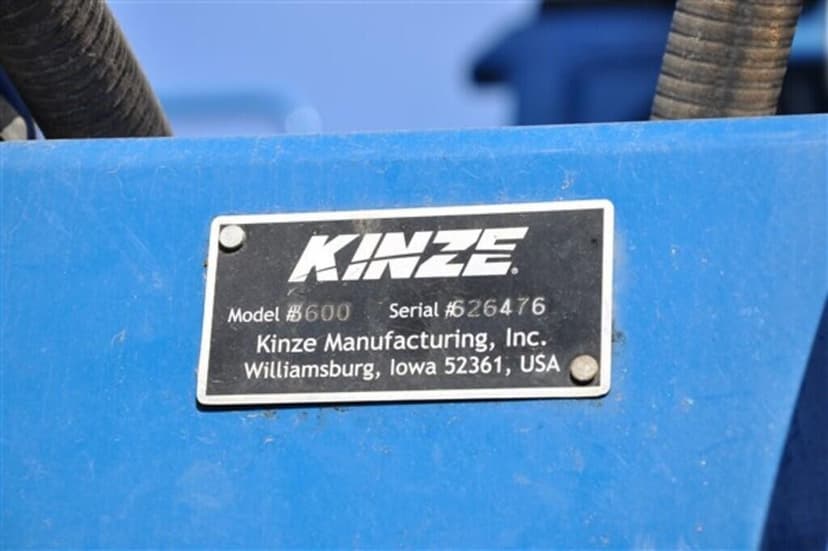 KINZE®
Model #3600 Serial #626476
Kinze Manufacturing, Inc.
Williamsburg, Iowa 52361, USA